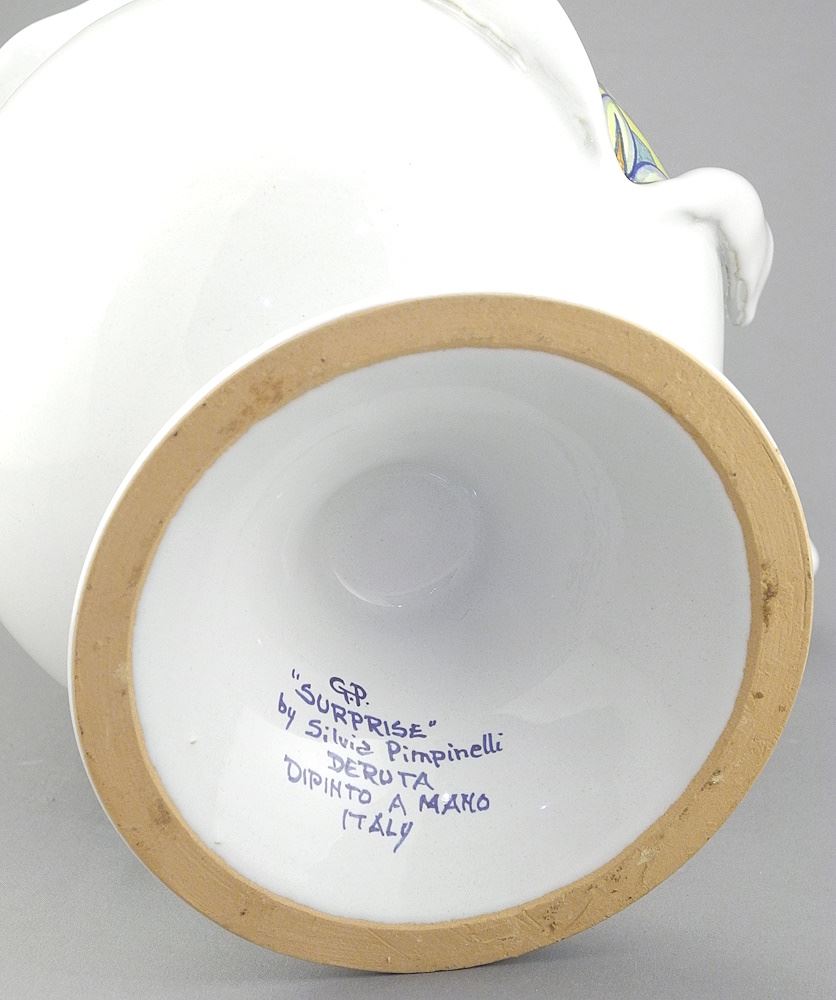 G.P.
"SURPRISE"
by Silvia Pimpinelli
DERUTA
DIPINTO A MANO
ITALY